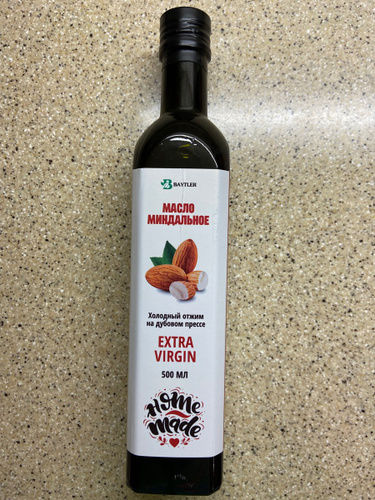 BAYTLER
МАСЛО
МИНДАЛЬНОЕ
Холодный отжим
на дубовом прессе
EXTRA
VIRGIN
500 МЛ
Home
made